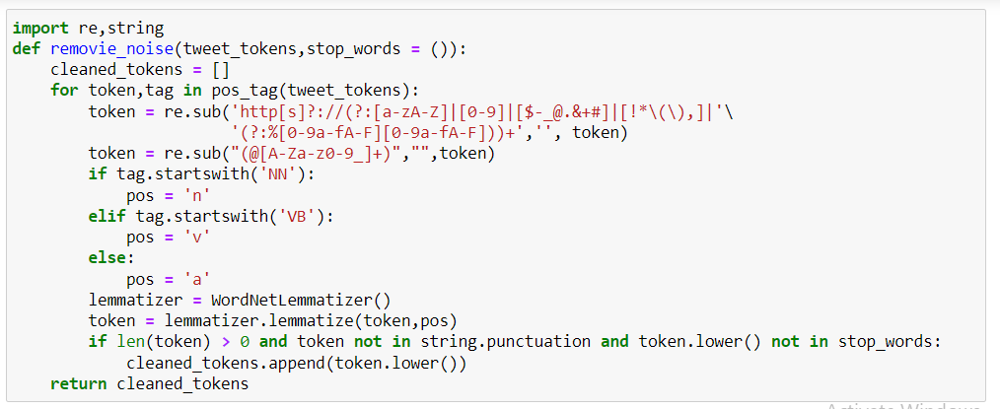 import re,string
def removie_noise(tweet_tokens,stop_words = ()):
    cleaned_tokens = []
    for token,tag in pos_tag(tweet_tokens):
        token = re.sub('http[s]?://(?:[a-zA-Z]|[0-9]|[$-_@.&+#]|[!*\(\),]|'\
                       '(?:%[0-9a-fA-F][0-9a-fA-F]))+','', token)
        token = re.sub("(@[A-Za-z0-9_]+)","",token)
        if tag.startswith('NN'):
            pos = 'n'
        elif tag.startswith('VB'):
            pos = 'v'
        else:
            pos = 'a'
        lemmatizer = WordNetLemmatizer()
        token = lemmatizer.lemmatize(token,pos)
        if len(token) > 0 and token not in string.punctuation and token.lower() not in stop_words:
            cleaned_tokens.append(token.lower())
    return cleaned_tokens